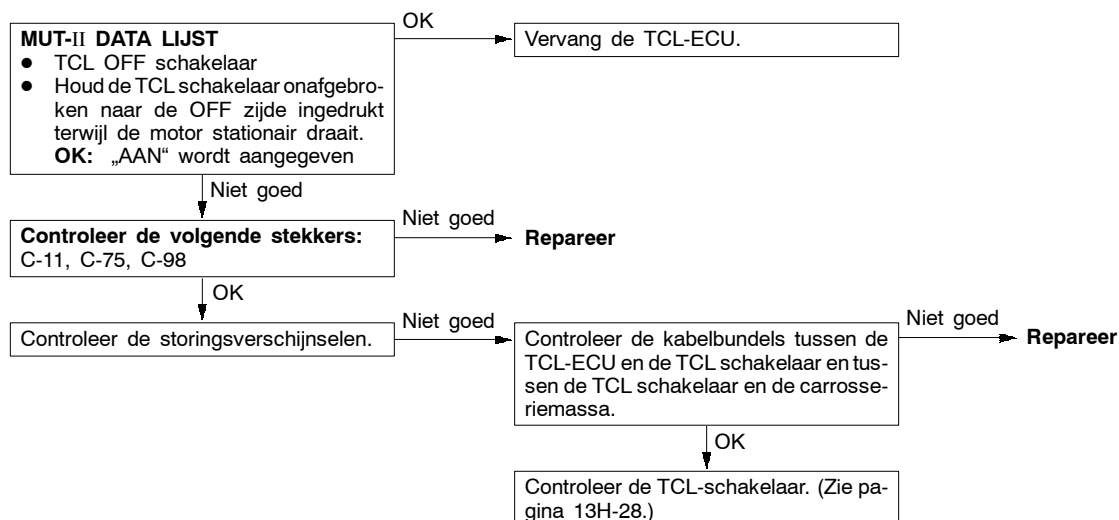 MUT-II DATA LIJST
● TCL OFF schakelaar
● Houd de TCL schakelaar onafgebro-
ken naar de OFF zijde ingedrukt
terwijl de motor stationair draait.
OK: „AAN“ wordt aangegeven
OK
Vervang de TCL-ECU.
Niet goed
Controleer de volgende stekkers:
C-11, C-75, C-98
Niet goed
Repareer
OK
Controleer de storingsverschijnselen.
Niet goed
Controleer de kabelbundels tussen de
TCL-ECU en de TCL schakelaar en tus-
sen de TCL schakelaar en de carrosse-
riemassa.
Niet goed
Repareer
OK
Controleer de TCL-schakelaar. (Zie pa-
gina 13H-28.)